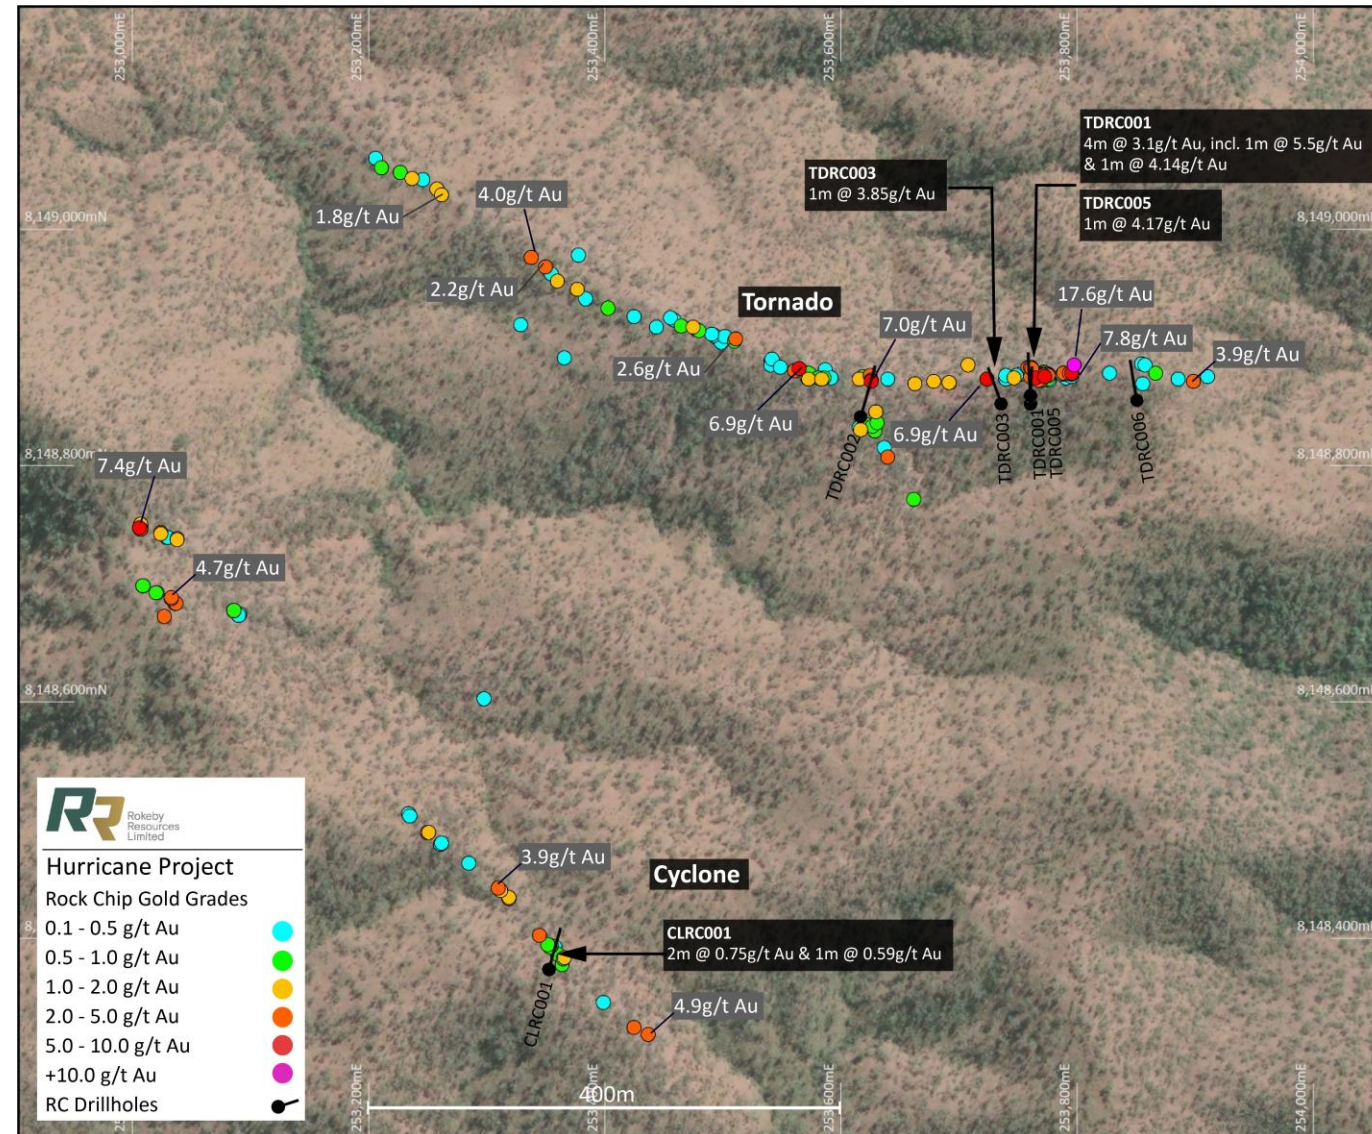 253,000mE
253,200mE
253,400mE
253,600mE
253,800mE
254,000mE
TDRC001
4m @ 3.1g/t Au, incl. 1m @ 5.5g/t Au
& 1m @ 4.14g/t Au
TDRC003
1m @ 3.85g/t Au
TDRC005
1m @ 4.17g/t Au
8,149,000mN
1.8g/t Au
4.0g/t Au
8,149,000mN
2.2g/t Au
Tornado
17.6g/t Au
7.0g/t Au
7.8g/t Au
3.9g/t Au
2.6g/t Au
6.9g/t Au
6.9g/t Au
TDRC002
TDRC003
TDRC001
TDRC005
TDRC006
8,148,800mN
8,148,800mN
7.4g/t Au
4.7g/t Au
8,148,600mN
8,148,600mN
3.9g/t Au
Cyclone
CLRC001
2m @ 0.75g/t Au & 1m @ 0.59g/t Au
8,148,400mN
CLRC001
4.9g/t Au
Rokeby
Resources
Limited
Hurricane Project
Rock Chip Gold Grades
0.1 - 0.5 g/t Au
0.5 - 1.0 g/t Au
1.0 - 2.0 g/t Au
2.0 - 5.0 g/t Au
5.0 - 10.0 g/t Au
+10.0 g/t Au
RC Drillholes
400m
253,200mE
253,600mE
253,800mE
254,000mE